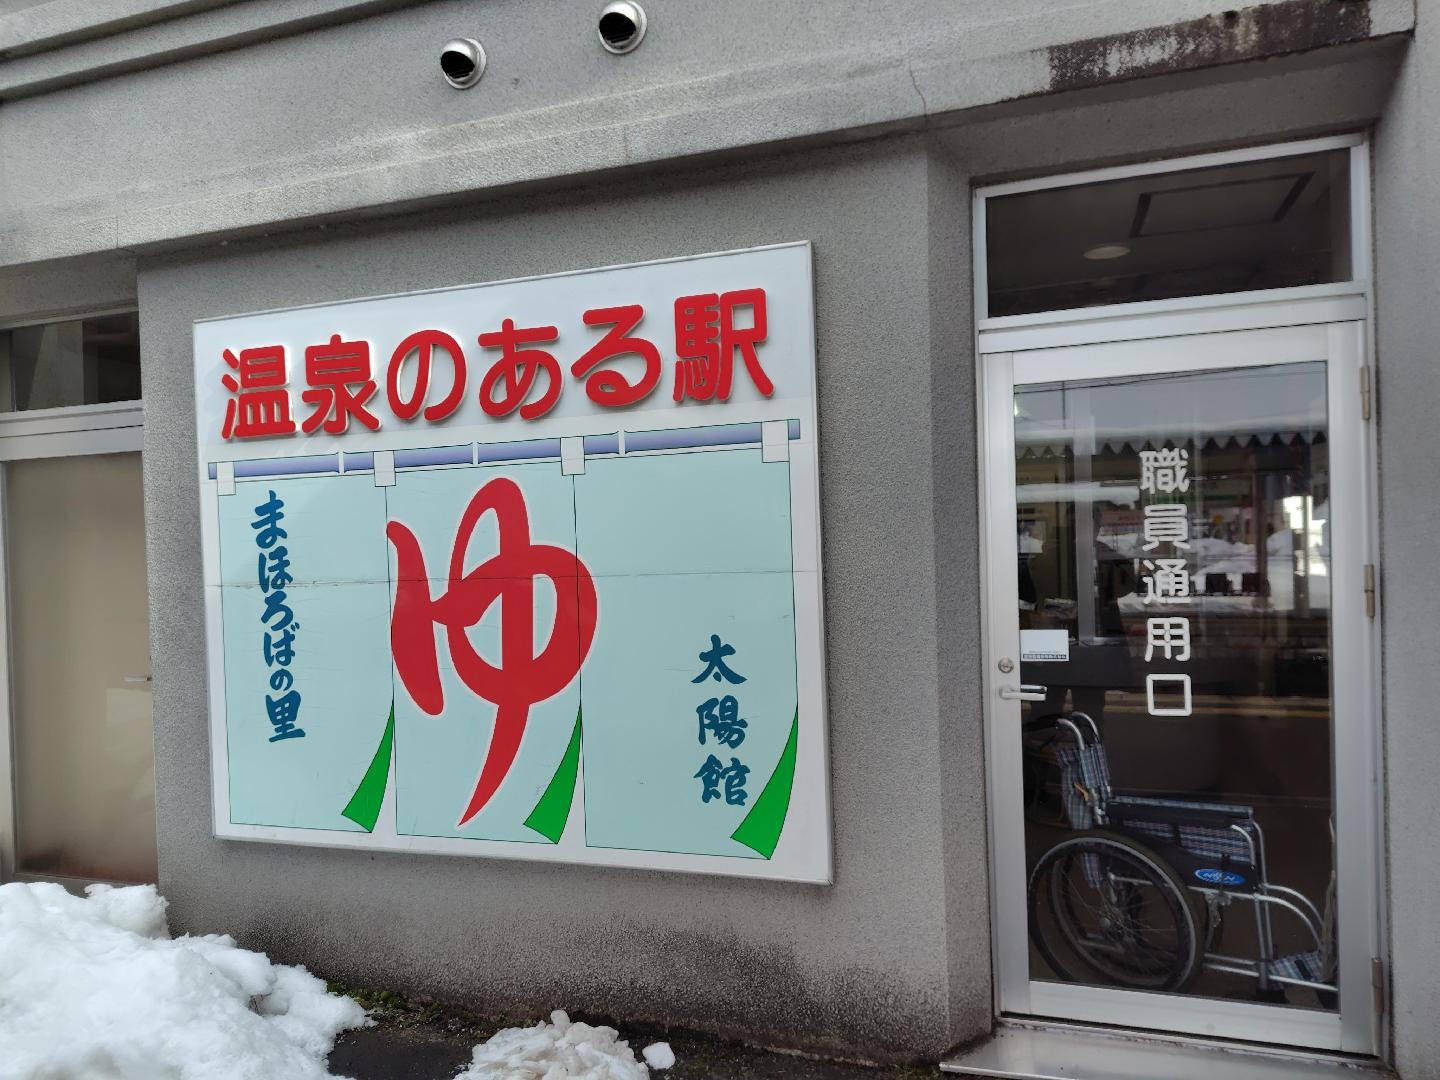 温泉のある駅
まほろばの里
ゆ
太陽館
職員通用口